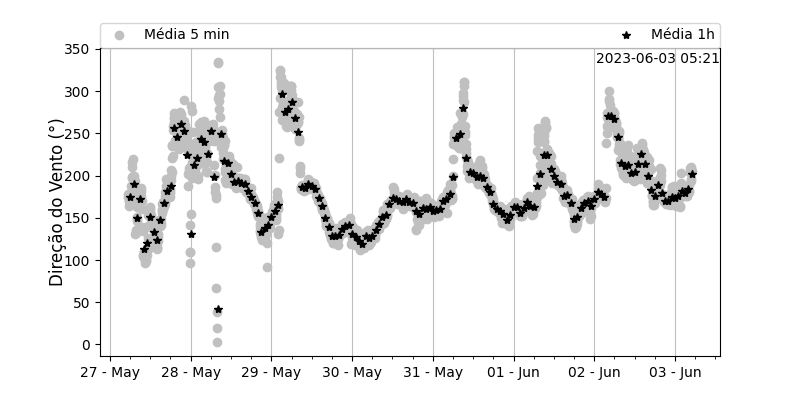 Média 5 min
Média 1h
2023-06-03 05:21
Direção do Vento (°)
350
300
250
200
150
100
50
0
27 - May
28 - May
29 - May
30 - May
31 - May
01 - Jun
02 - Jun
03 - Jun